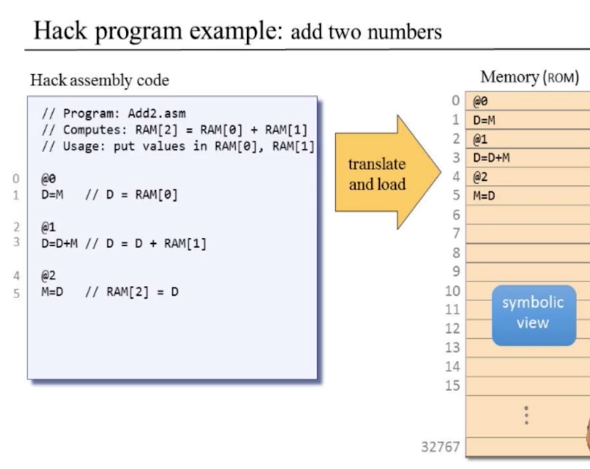 Hack program example: add two numbers
Hack assembly code
// Program: Add2.asm
// Computes: RAM[2] = RAM[0] + RAM[1]
// Usage: put values in RAM[0], RAM[1]
0 @0
1 D=M // D = RAM[0]
2 @1
3 D=D+M // D = D + RAM[1]
4 @2
5 M=D // RAM[2] = D
translate
and load
Memory (ROM)
0 @0
1 D=M
2 @1
3 D=D+M
4 @2
5 M=D
6
7
8
9
10
11
12
13
14
15
32767
symbolic
view